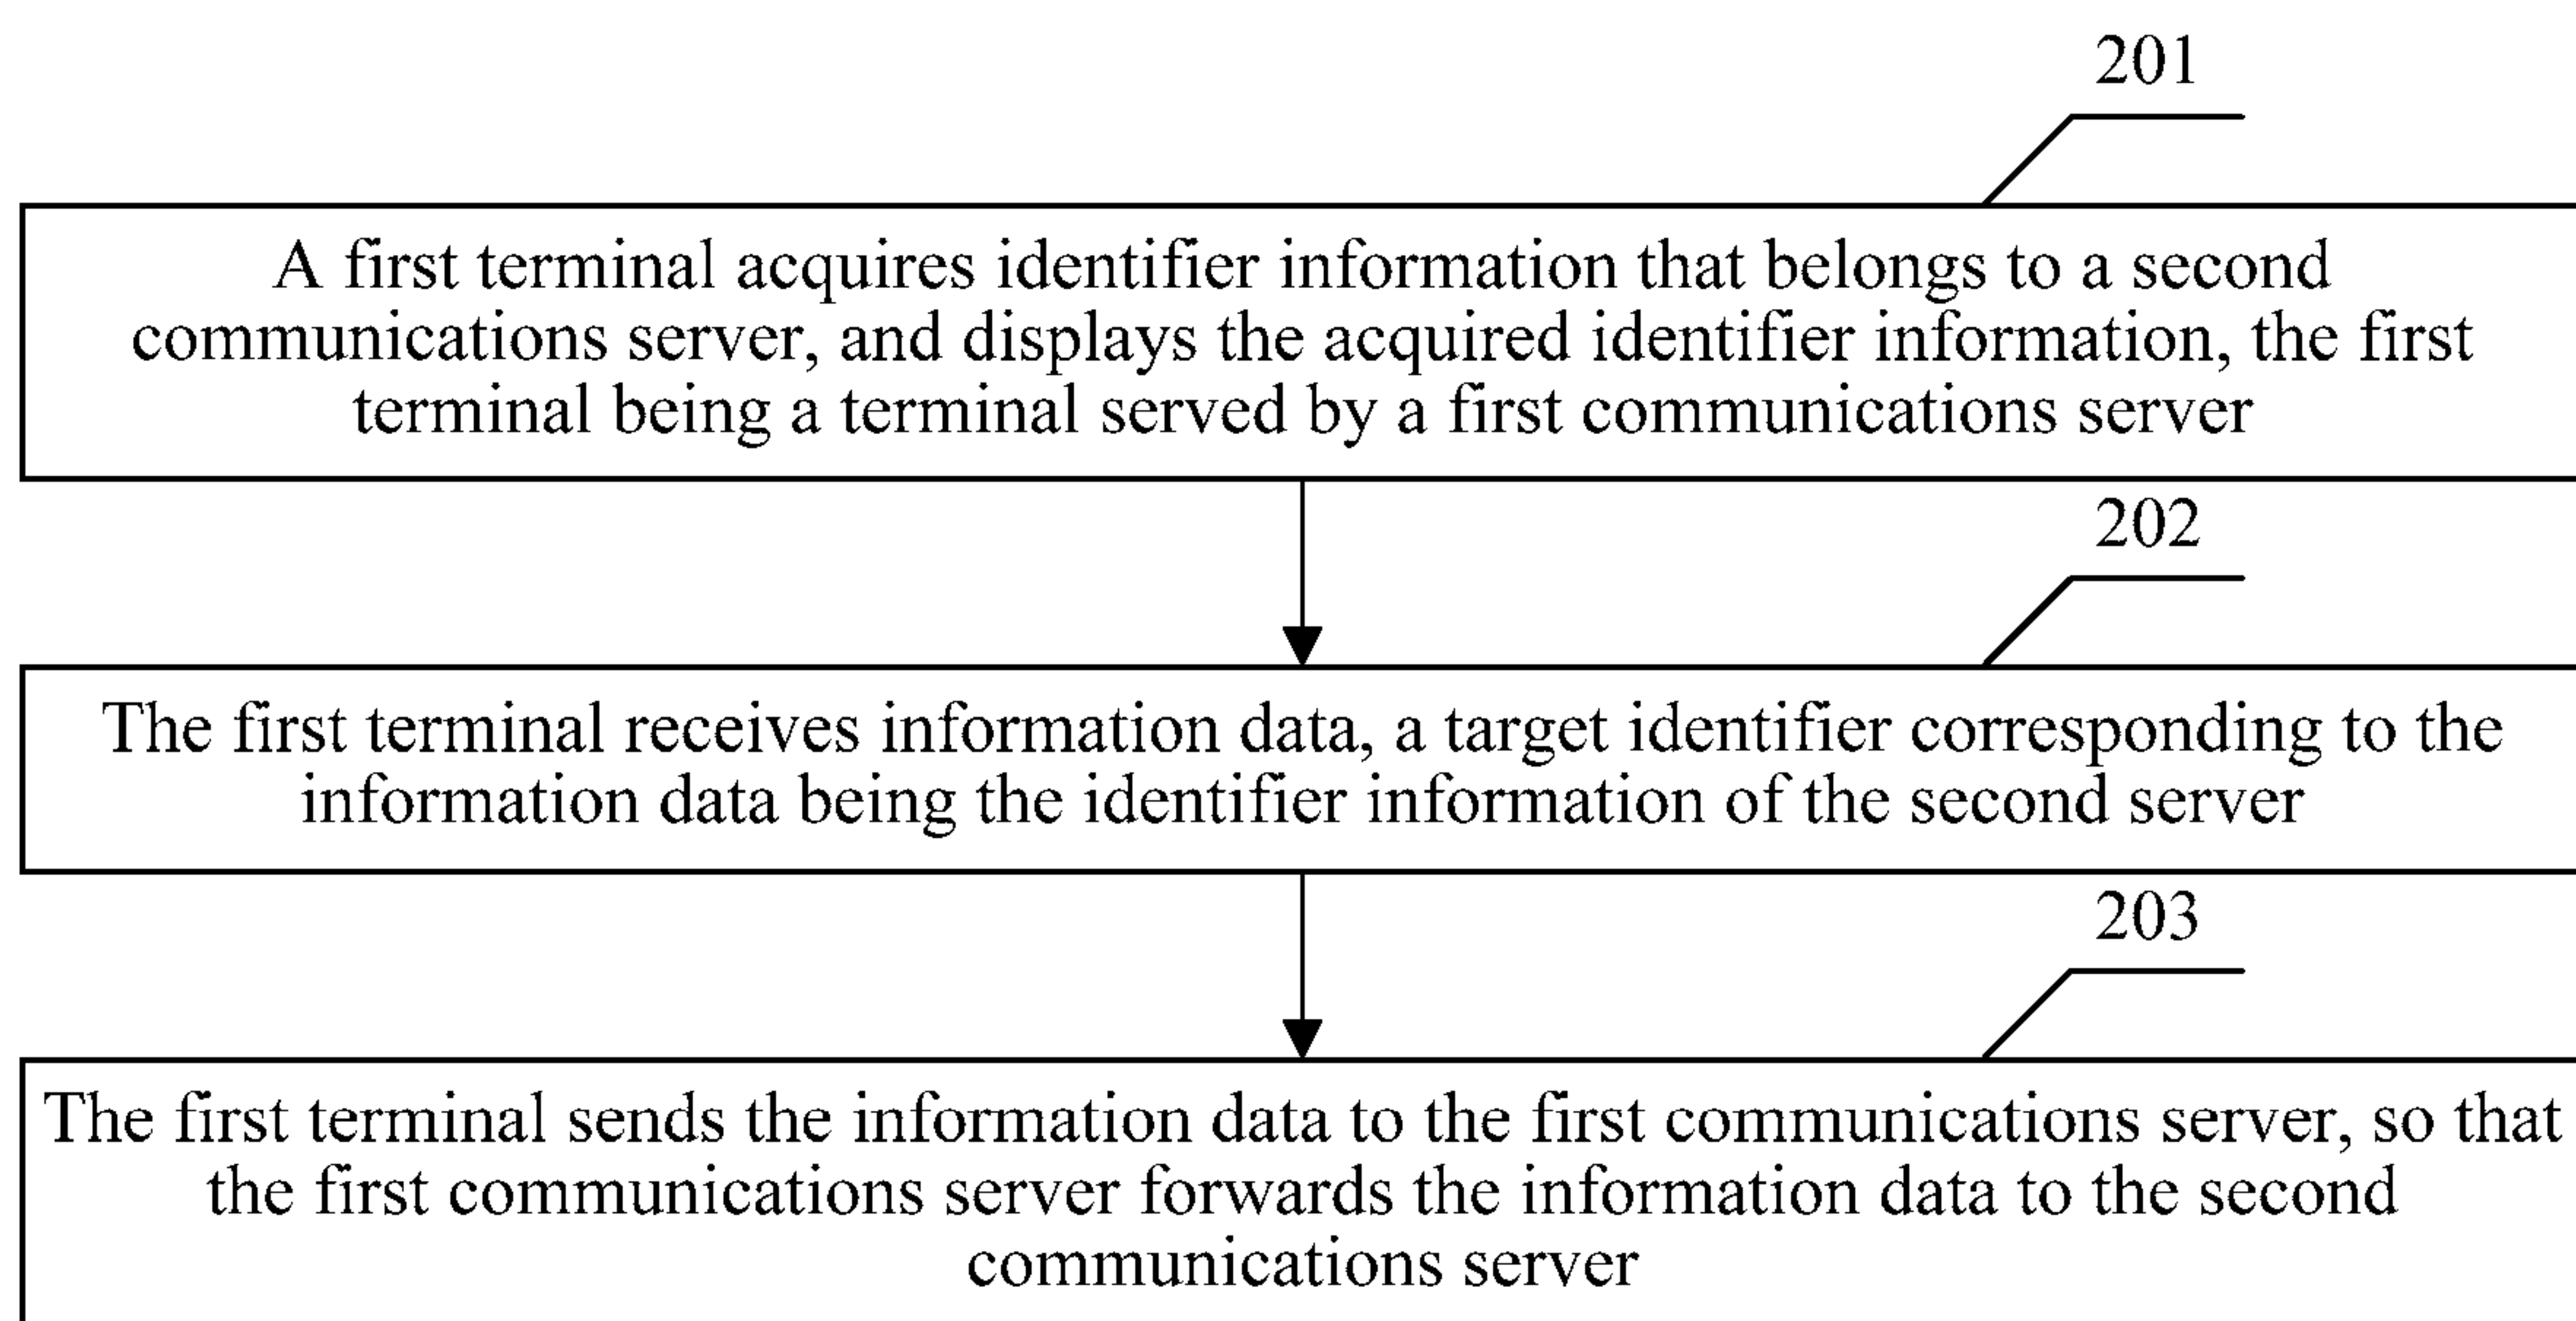 201
A first terminal acquires identifier information that belongs to a second
communications server, and displays the acquired identifier information, the first
terminal being a terminal served by a first communications server
202
The first terminal receives information data, a target identifier corresponding to the
information data being the identifier information of the second server
203
The first terminal sends the information data to the first communications server, so that
the first communications server forwards the information data to the second
communications server